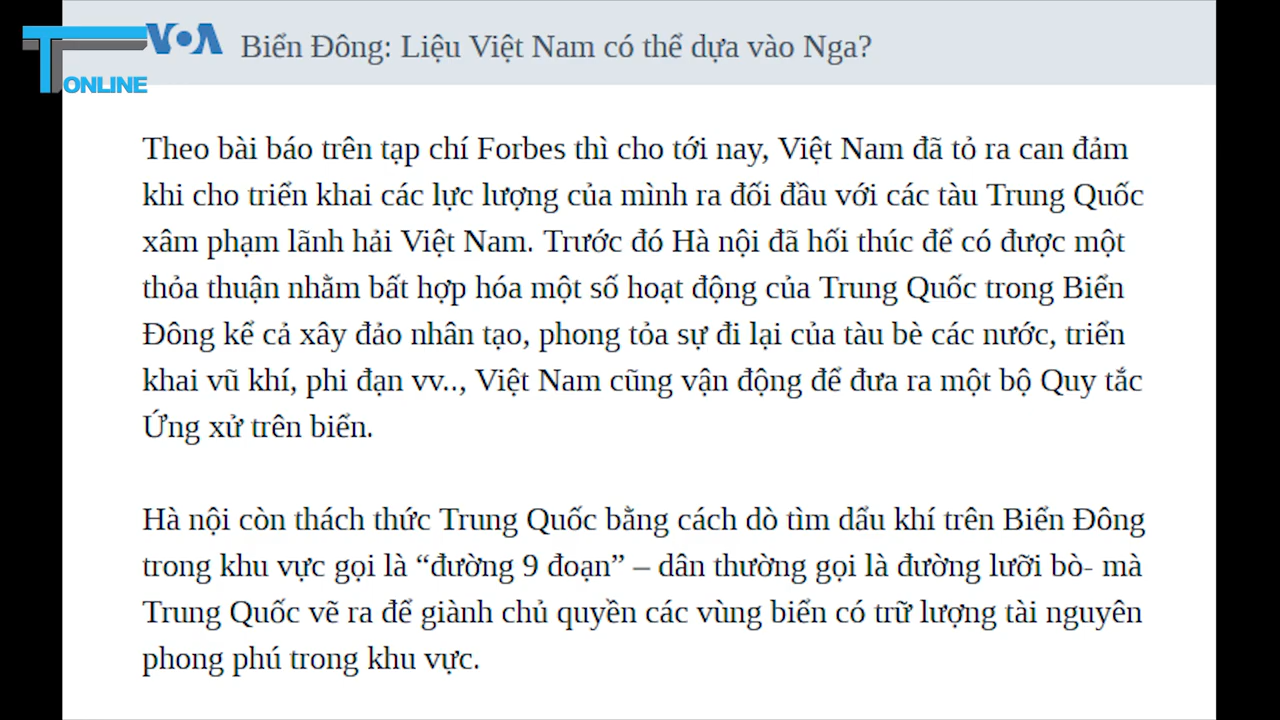 VOA Biển Đông: Liệu Việt Nam có thể dựa vào Nga?
TT ONLINE
Theo bài báo trên tạp chí Forbes thì cho tới nay, Việt Nam đã tỏ ra can đảm
khi cho triển khai các lực lượng của mình ra đối đầu với các tàu Trung Quốc
xâm phạm lãnh hải Việt Nam. Trước đó Hà nội đã hối thúc để có được một
thỏa thuận nhằm bất hợp hóa một số hoạt động của Trung Quốc trong Biển
Đông kể cả xây đảo nhân tạo, phong tỏa sự đi lại của tàu bè các nước, triển
khai vũ khí, phi đạn vv.., Việt Nam cũng vận động để đưa ra một bộ Quy tắc
Ứng xử trên biển.
Hà nội còn thách thức Trung Quốc bằng cách dò tìm dầu khí trên Biển Đông
trong khu vực gọi là “đường 9 đoạn” – dân thường gọi là đường lưỡi bò- mà
Trung Quốc vẽ ra để giành chủ quyền các vùng biển có trữ lượng tài nguyên
phong phú trong khu vực.